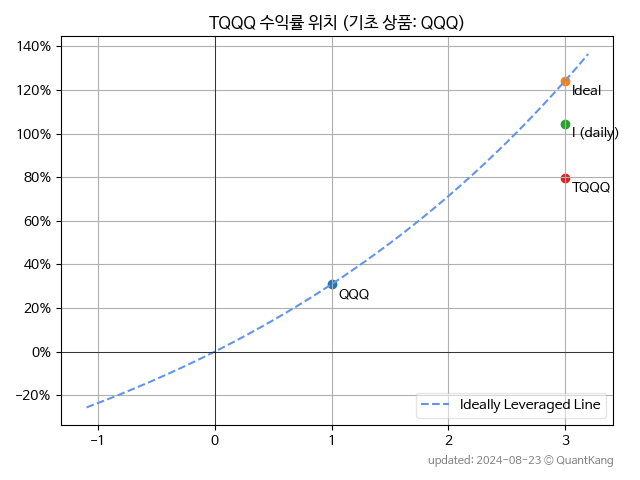 TQQQ 수익률 위치 (기초 상품: QQQ)
140%
120%
100%
80%
60%
40%
20%
0%
−20%
Ideal
I (daily)
TQQQ
QQQ
Ideally Leveraged Line
−1 0 1 2 3
updated: 2024-08-23 © QuantKang